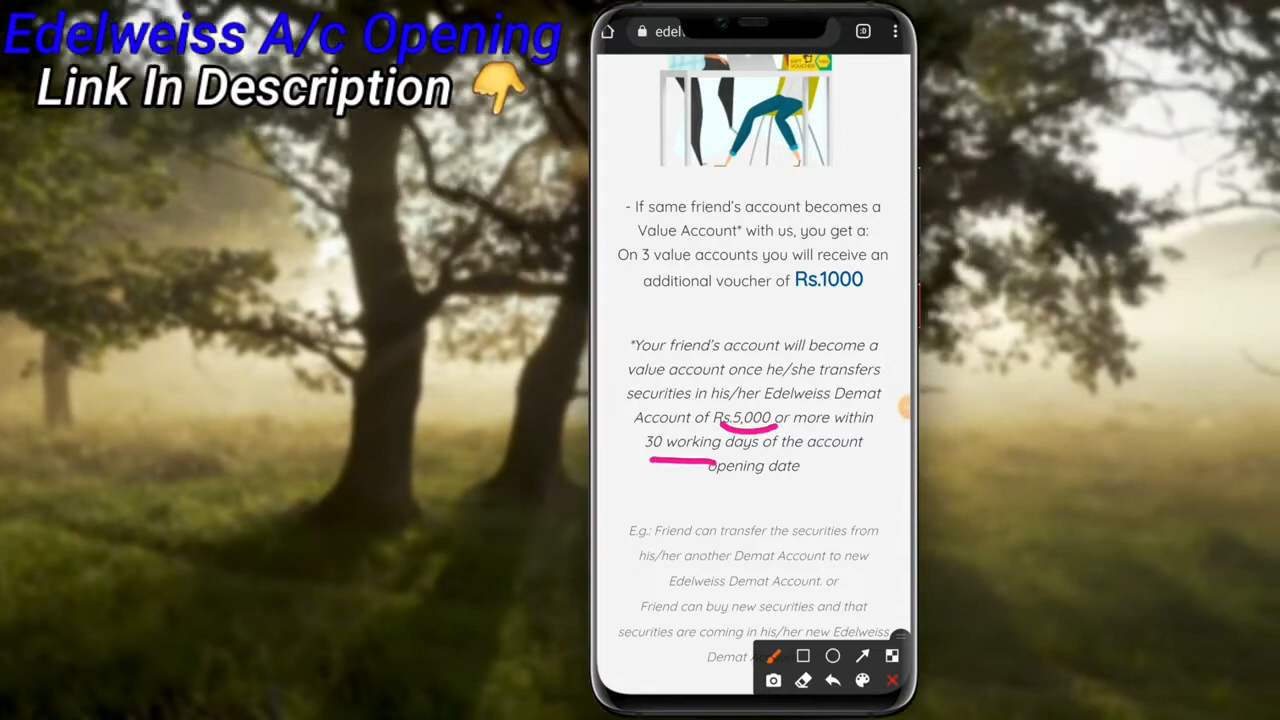 Edelweiss A/c Opening
Link In Description
edel
- If same friend's account becomes a
Value Account* with us, you get a:
On 3 value accounts you will receive an
additional voucher of Rs.1000
*Your friend's account will become a
value account once he/she transfers
securities in his/her Edelweiss Demat
Account of Rs.5,000 or more within
30 working days of the account
opening date
E.g.: Friend can transfer the securities from
his/her another Demat Account to new
Edelweiss Demat Account. or
Friend can buy new securities and that
securities are coming in his/her new Edelweiss
Demat